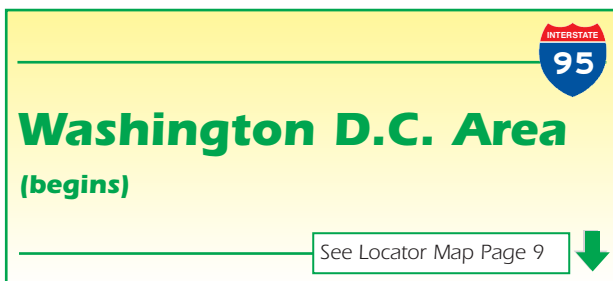 INTERSTATE
95
Washington D.C. Area
(begins)
See Locator Map Page 9